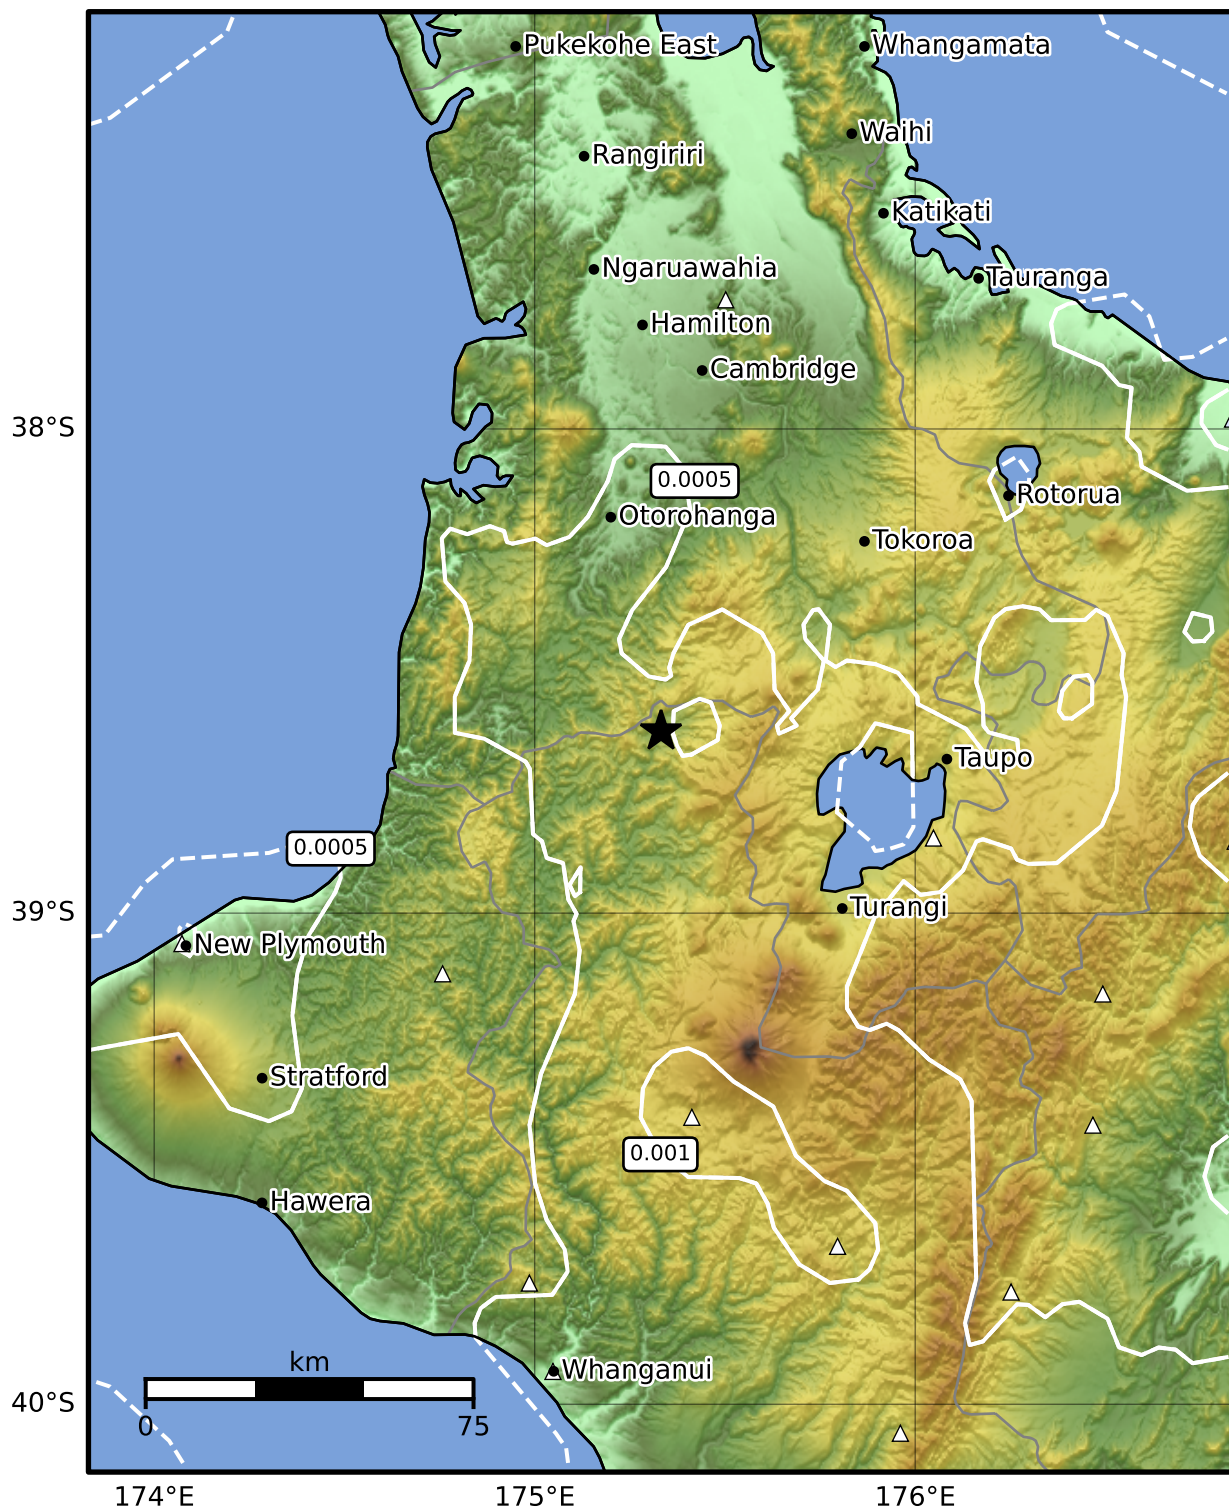 Pukekohe East
Whangamata
Waihi
Rangiriri
Katikati
Ngaruawahia
Tauranga
Hamilton
Cambridge
38°S
0.0005
Rotorua
Otorohanga
Tokoroa
Taupo
0.0005
39°S
Turangi
New Plymouth
Stratford
0.001
Hawera
km
Whanganui
40°S
0
75
174°E
175°E
176°E